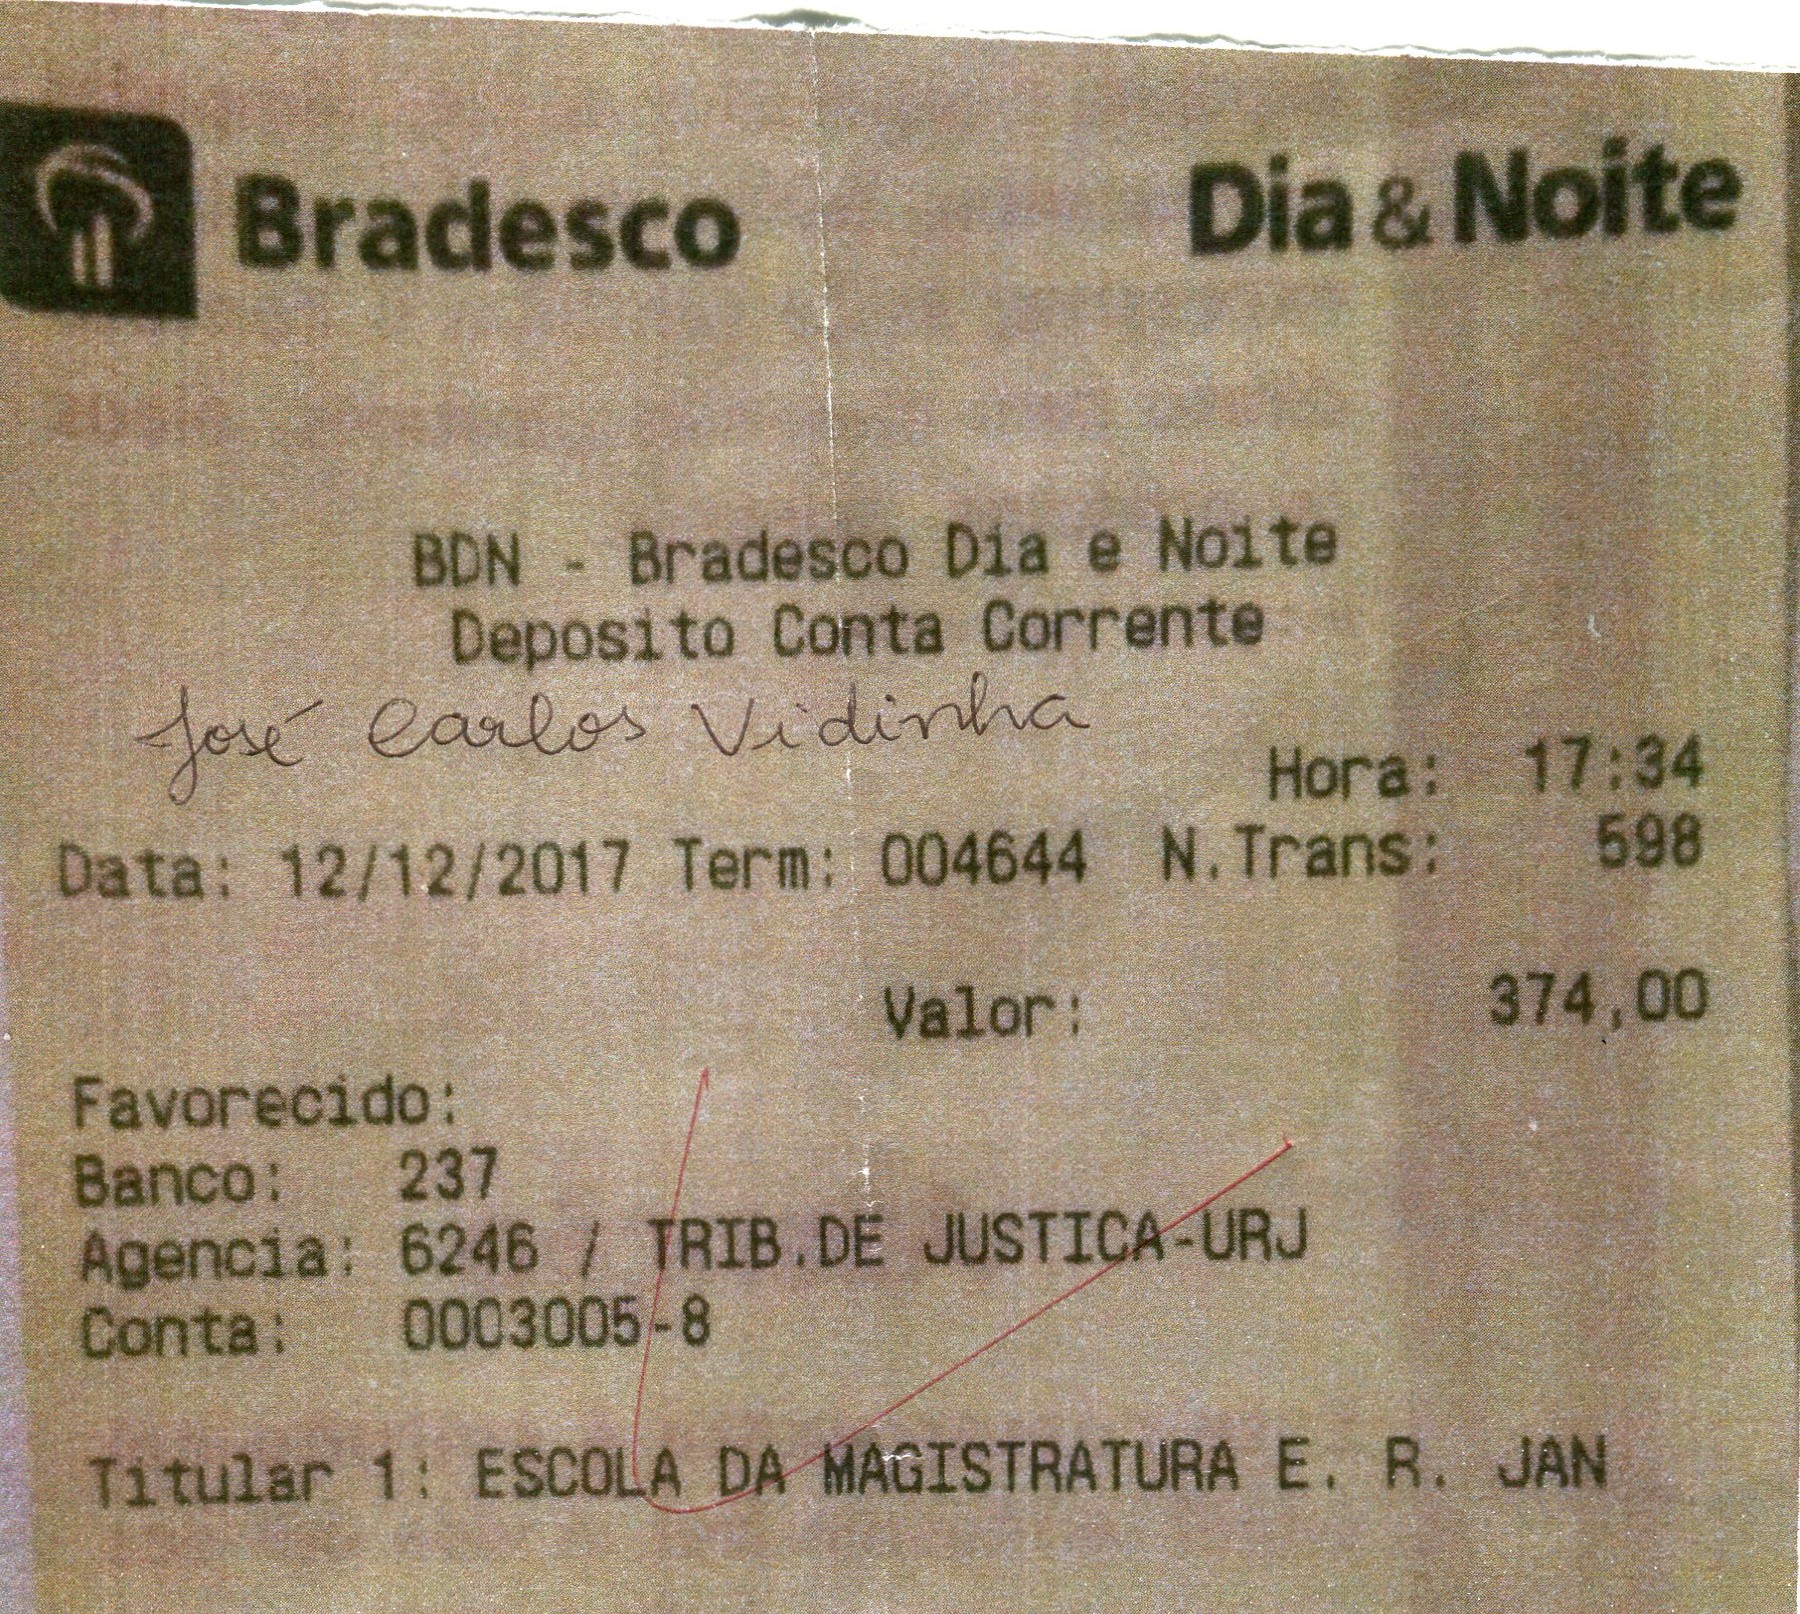 Bradesco Dia & Noite
BDN - Bradesco Dia e Noite
Deposito Conta Corrente
José Carlos Vidinha
Hora: 17:34
Data: 12/12/2017 Term: 004644 N.Trans: 598
Valor: 374,00
Favorecido:
Banco: 237
Agencia: 6246 / TRIB.DE JUSTICA-URJ
Conta: 0003005-8
Titular 1: ESCOLA DA MAGISTRATURA E. R. JAN